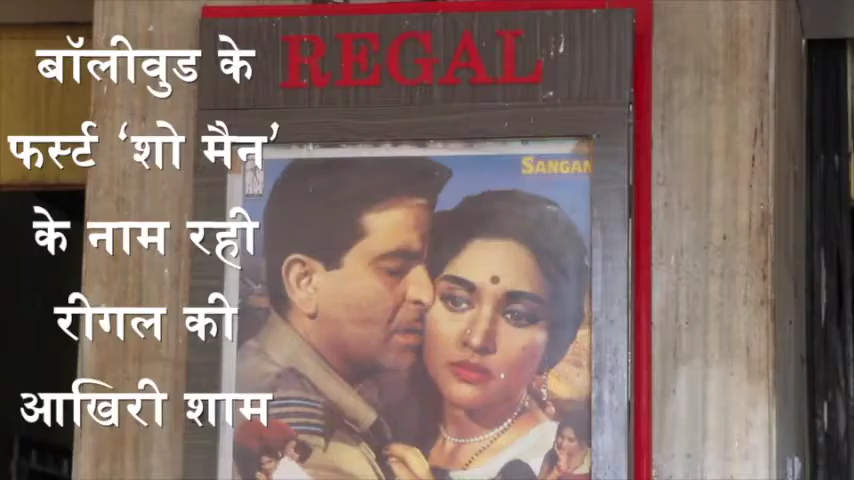 बॉलीवुड के
फर्स्ट ‘शो मैन’
के नाम रही
रीगल की
आखिरी शाम
REGAL
SANGAM